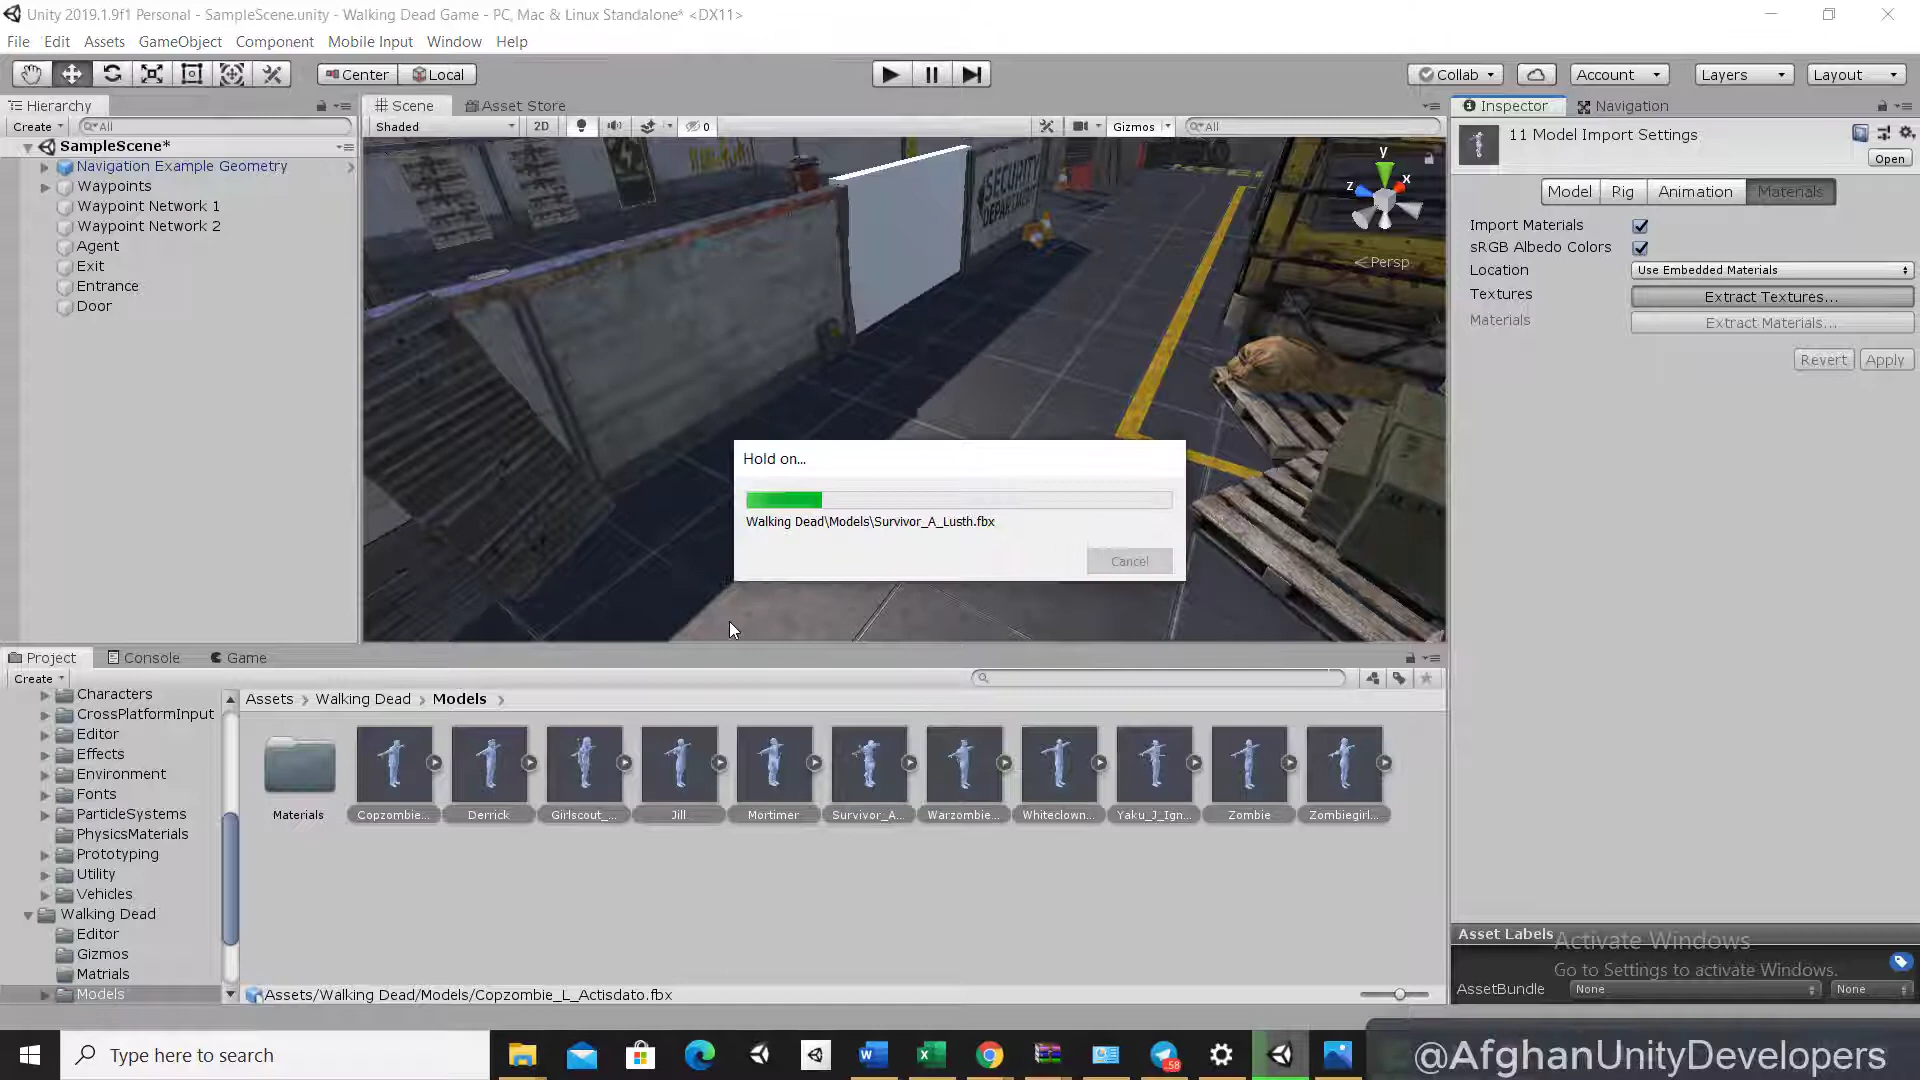 Unity 2019.1.9f1 Personal - SampleScene.unity - Walking Dead Game - PC, Mac & Linux Standalone* <DX11>
File Edit Assets GameObject Component Mobile Input Window Help
Center Local Collab Account Layers Layout
Hierarchy
Create All
SampleScene*
Navigation Example Geometry
Waypoints
Waypoint Network 1
Waypoint Network 2
Agent
Exit
Entrance
Door
Scene Asset Store
Shaded 2D 0 Gizmos All
SECURITY
DEPARTMENT
y
x
z
Persp
Hold on...
Walking Dead\Models\Survivor_A_Lusth.fbx
Cancel
Inspector Navigation
11 Model Import Settings
Open
Model Rig Animation Materials
Import Materials
sRGB Albedo Colors
Location Use Embedded Materials
Textures Extract Textures...
Materials Extract Materials...
Revert Apply
Project Console Game
Create
Characters
CrossPlatformInput
Editor
Effects
Environment
Fonts
ParticleSystems
PhysicsMaterials
Prototyping
Utility
Vehicles
Walking Dead
Editor
Gizmos
Matrials
Models
Assets Walking Dead Models
Materials Copzombie... Derrick Girlscout_... Jill Mortimer Survivor_A... Warzombie... Whiteclown... Yaku_J_Ign... Zombie Zombiegirl...
Assets/Walking Dead/Models/Copzombie_L_Actisdato.fbx
Asset Labels
Activate Windows
Go to Settings to activate Windows.
AssetBundle None None
Type here to search
58
@AfghanUnityDevelopers